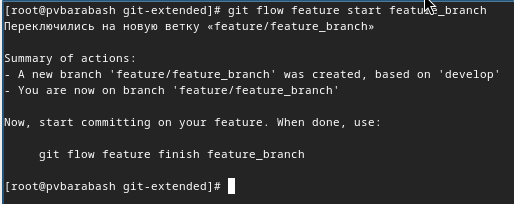 [root@pvbarabash git-extended]# git flow feature start feature_branch
Переключились на новую ветку «feature/feature_branch»
Summary of actions:
- A new branch 'feature/feature_branch' was created, based on 'develop'
- You are now on branch 'feature/feature_branch'
Now, start committing on your feature. When done, use:
git flow feature finish feature_branch
[root@pvbarabash git-extended]#